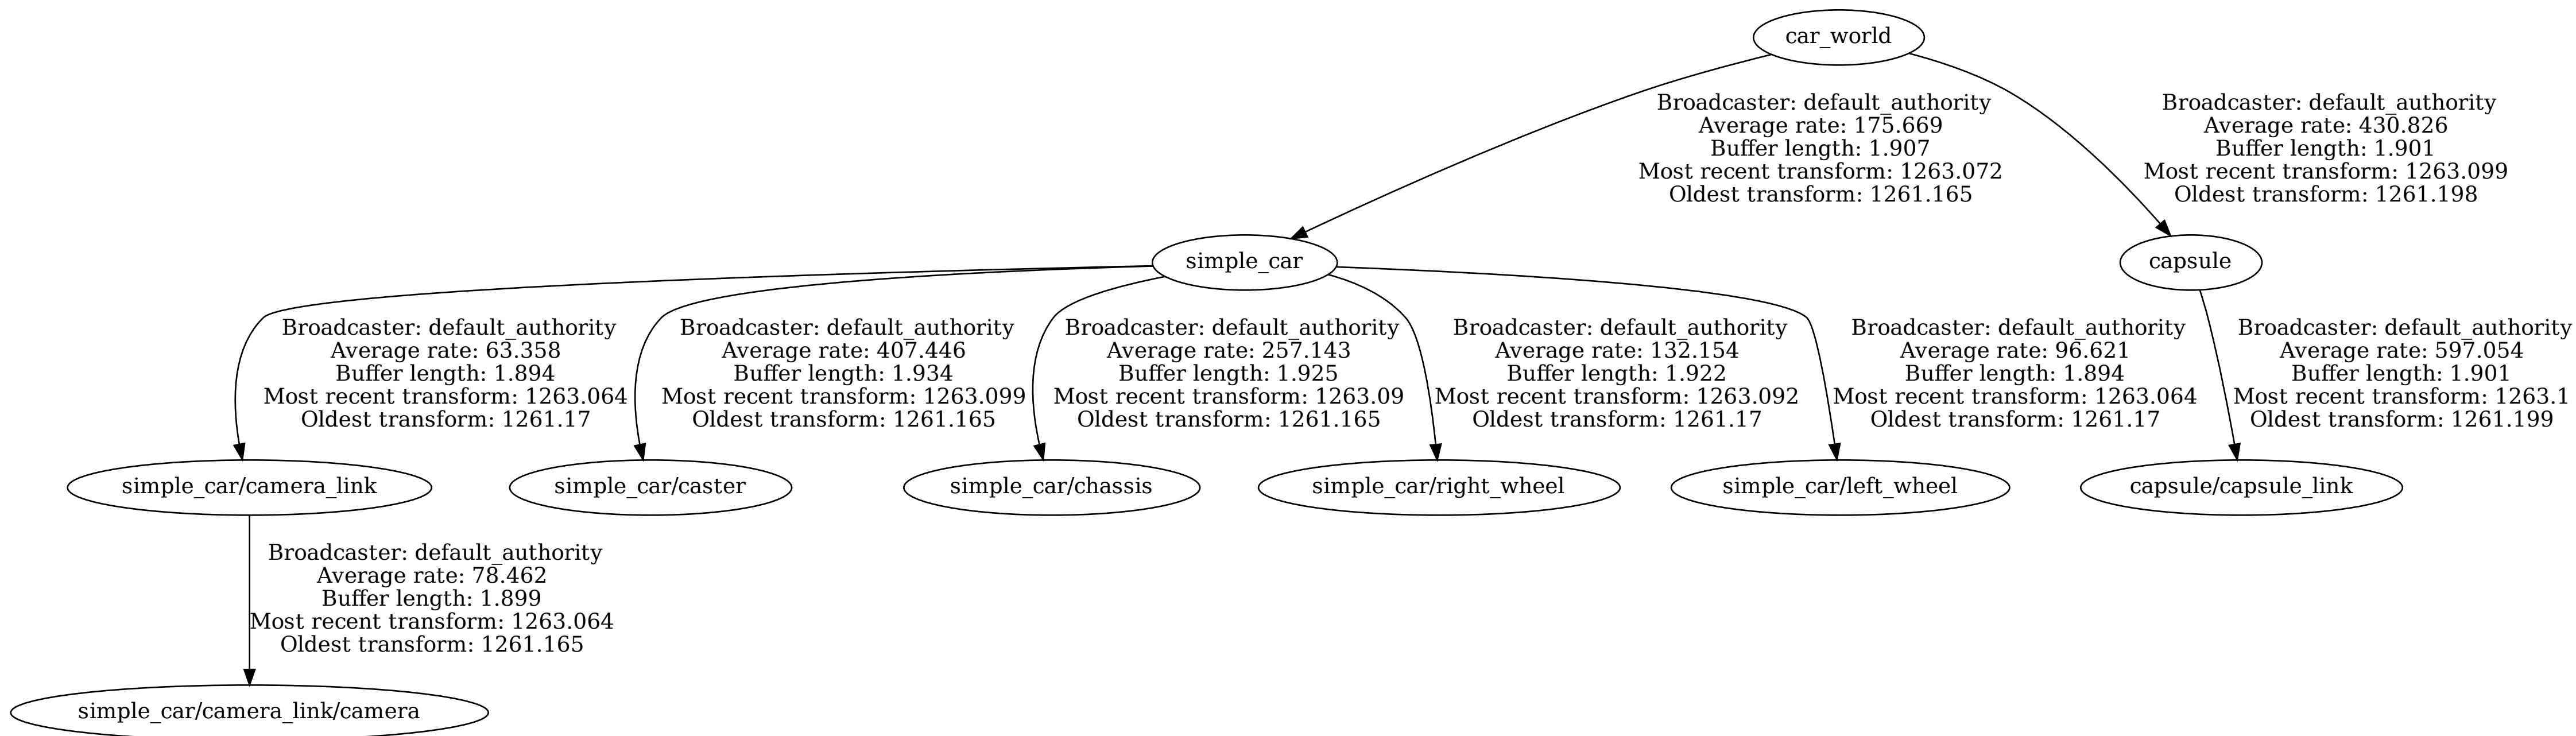 car_world
Broadcaster: default_authority
Average rate: 175.669
Buffer length: 1.907
Most recent transform: 1263.072
Oldest transform: 1261.165
Broadcaster: default_authority
Average rate: 430.826
Buffer length: 1.901
Most recent transform: 1263.099
Oldest transform: 1261.198
simple_car
capsule
Broadcaster: default_authority
Average rate: 63.358
Buffer length: 1.894
Most recent transform: 1263.064
Oldest transform: 1261.17
Broadcaster: default_authority
Average rate: 407.446
Buffer length: 1.934
Most recent transform: 1263.099
Oldest transform: 1261.165
Broadcaster: default_authority
Average rate: 257.143
Buffer length: 1.925
Most recent transform: 1263.09
Oldest transform: 1261.165
Broadcaster: default_authority
Average rate: 132.154
Buffer length: 1.922
Most recent transform: 1263.092
Oldest transform: 1261.17
Broadcaster: default_authority
Average rate: 96.621
Buffer length: 1.894
Most recent transform: 1263.064
Oldest transform: 1261.17
Broadcaster: default_authority
Average rate: 597.054
Buffer length: 1.901
Most recent transform: 1263.1
Oldest transform: 1261.199
simple_car/camera_link
simple_car/caster
simple_car/chassis
simple_car/right_wheel
simple_car/left_wheel
capsule/capsule_link
Broadcaster: default_authority
Average rate: 78.462
Buffer length: 1.899
Most recent transform: 1263.064
Oldest transform: 1261.165
simple_car/camera_link/camera